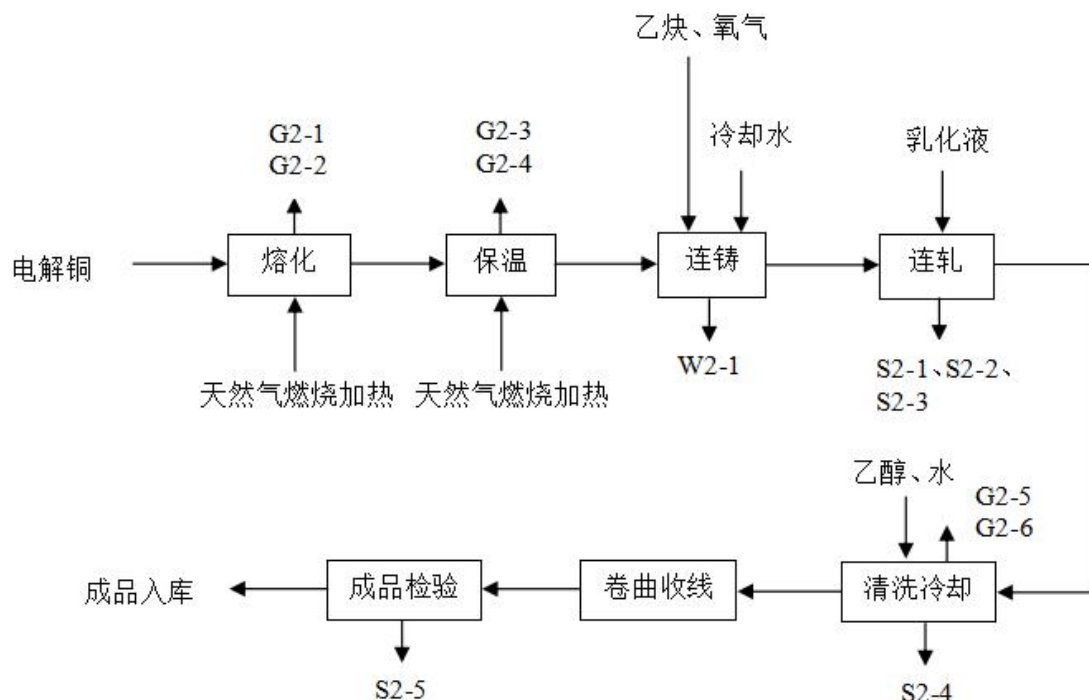 乙炔、氧气
G2-1
G2-2
G2-3
G2-4
冷却水
乳化液
电解铜
熔化
保温
连铸
连轧
天然气燃烧加热
天然气燃烧加热
W2-1
S2-1、S2-2、
S2-3
乙醇、水
G2-5
G2-6
成品入库
成品检验
卷曲收线
清洗冷却
S2-5
S2-4